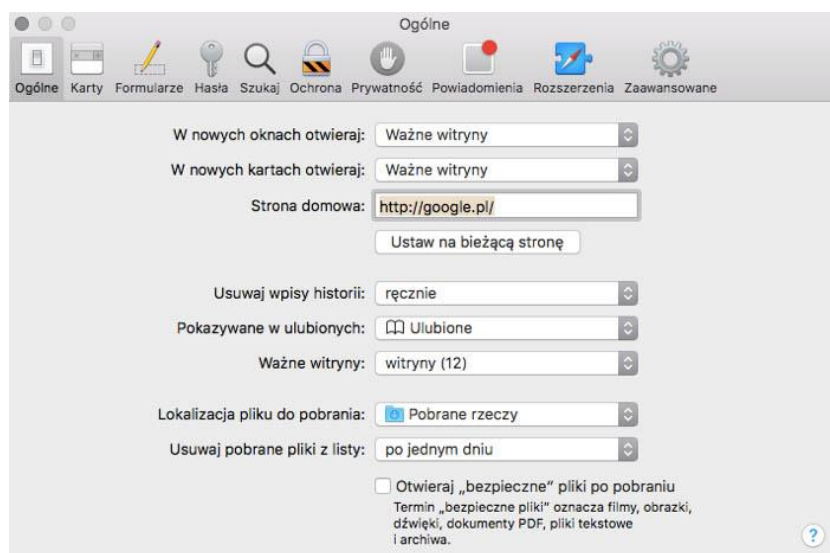 Ogólne
Ogólne Karty Formularze Hasła Szukaj Ochrona Prywatność Powiadomienia Rozszerzenia Zaawansowane
W nowych oknach otwieraj: Ważne witryny
W nowych kartach otwieraj: Ważne witryny
Strona domowa: http://google.pl/
Ustaw na bieżącą stronę
Usuwaj wpisy historii: ręcznie
Pokazywane w ulubionych: Ulubione
Ważne witryny: witryny (12)
Lokalizacja pliku do pobrania: Pobrane rzeczy
Usuwaj pobrane pliki z listy: po jednym dniu
Otwieraj „bezpieczne” pliki po pobraniu
Termin „bezpieczne pliki” oznacza filmy, obrazki,
dźwięki, dokumenty PDF, pliki tekstowe
i archiwa.
?